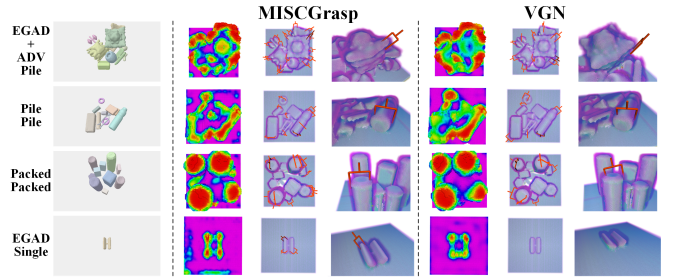 MISCGrasp
VGN
EGAD
+
ADV
Pile
Pile
Pile
Packed
Packed
EGAD
Single